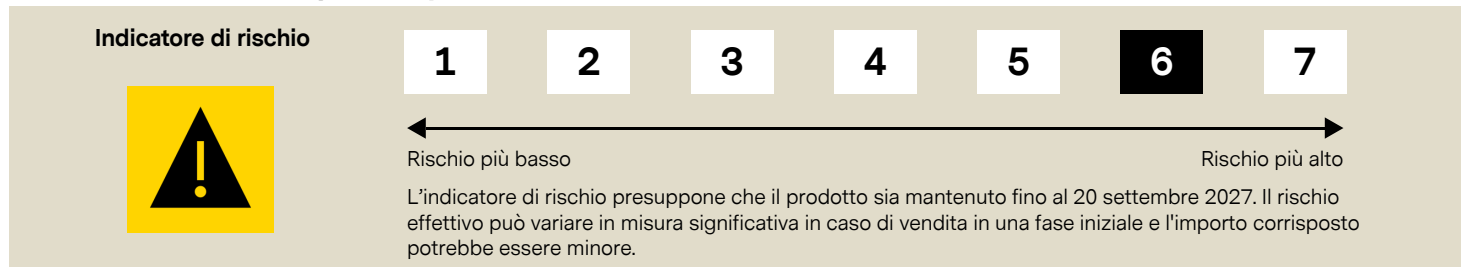 Indicatore di rischio
1 2 3 4 5 6 7
!
Rischio più basso Rischio più alto
L’indicatore di rischio presuppone che il prodotto sia mantenuto fino al 20 settembre 2027. Il rischio
effettivo può variare in misura significativa in caso di vendita in una fase iniziale e l'importo corrisposto
potrebbe essere minore.